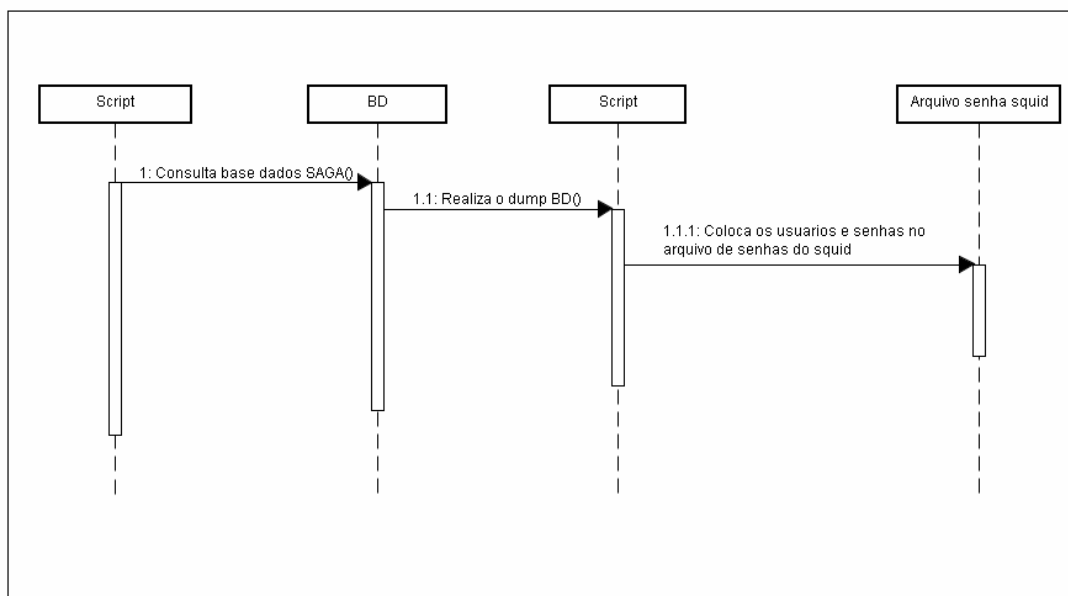 Script
BD
Script
Arquivo senha squid
1: Consulta base dados SAGA()
1.1: Realiza o dump BD()
1.1.1: Coloca os usuarios e senhas no
arquivo de senhas do squid